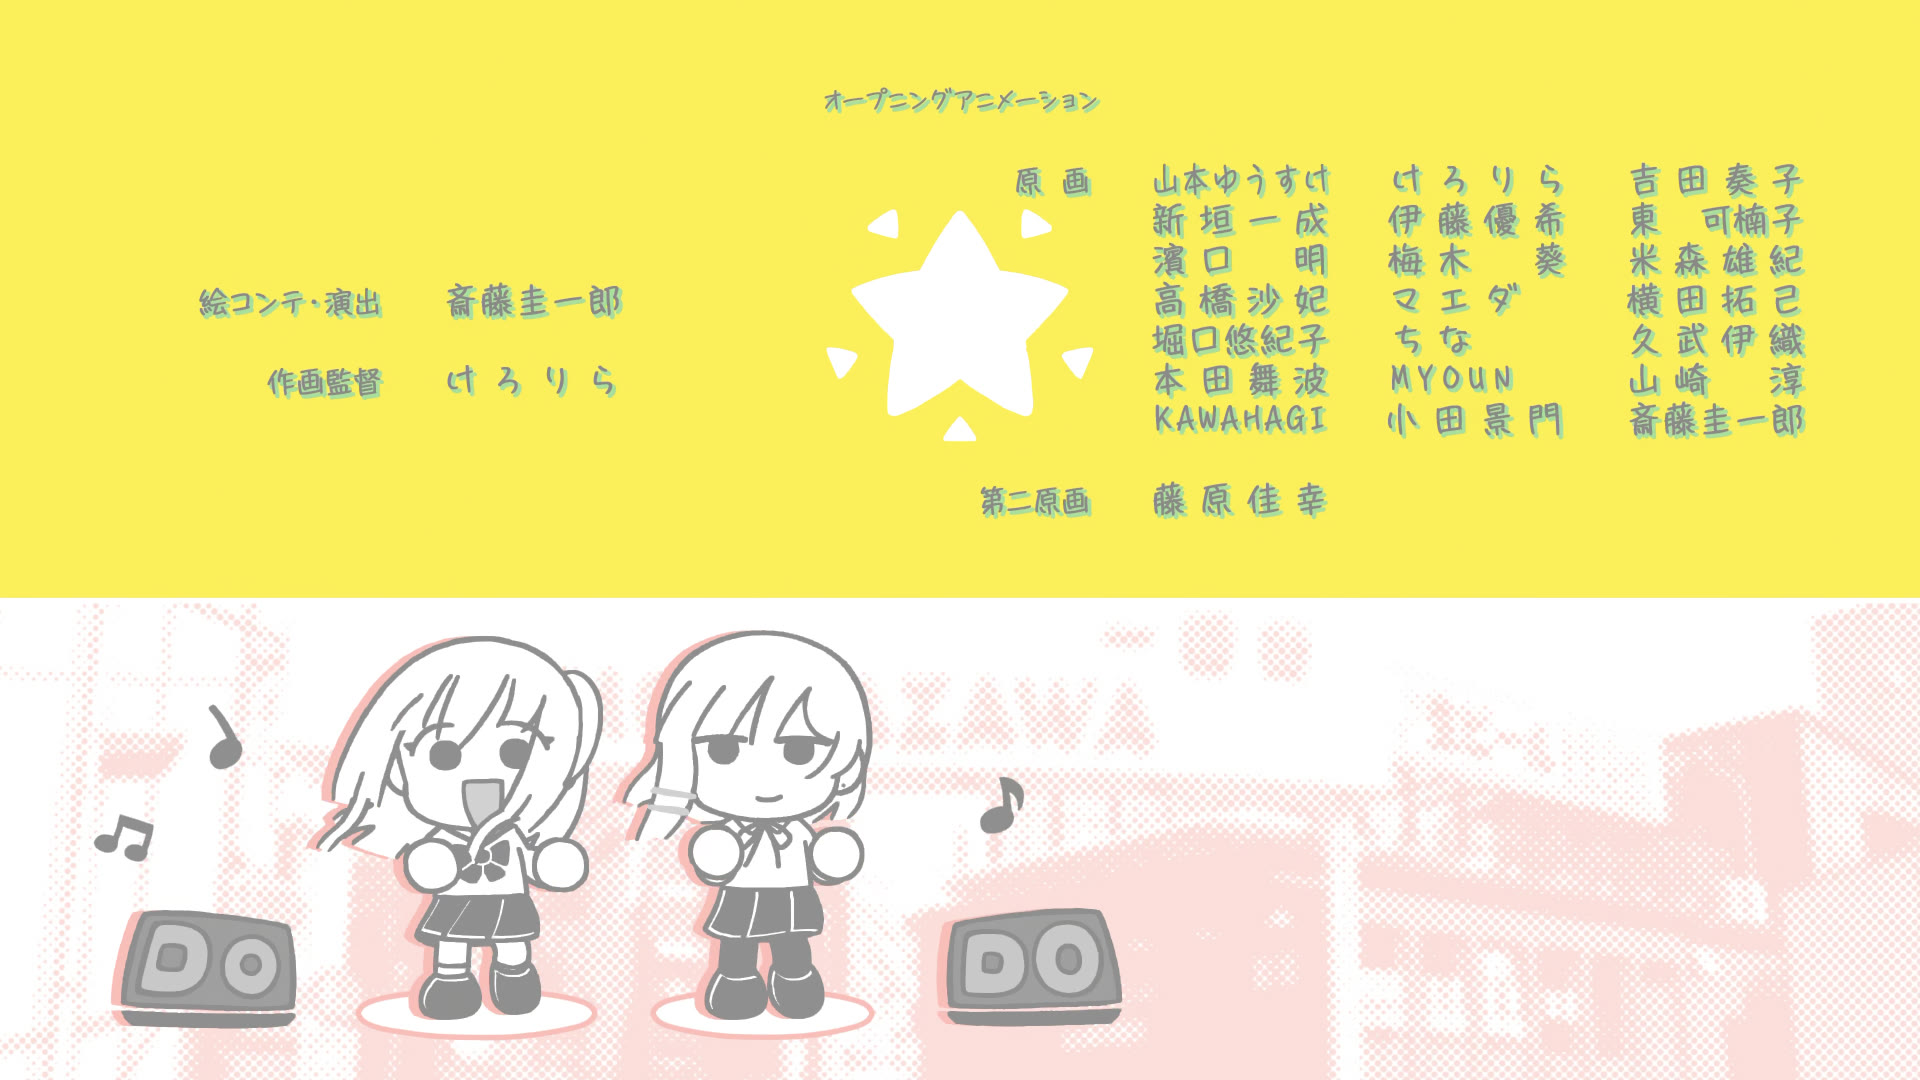 オープニングアニメーション
絵コンテ・演出 斎藤圭一郎
作画監督 けろりら
原画 山本ゆうすけ けろりら 吉田奏子
新垣一成 伊藤優希 東 可楠子
濱口 明 梅木 葵 米森雄紀
高橋沙妃 マエダ 横田拓己
堀口悠紀子 ちな 久武伊織
本田舞波 MYOUN 山崎 淳
KAWAHAGI 小田景門 斎藤圭一郎
第二原画 藤原佳幸
ZAWA